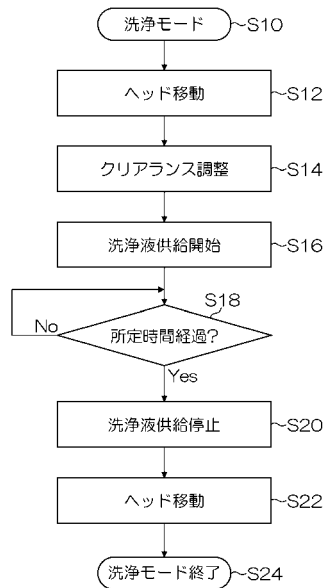 洗浄モード S10
ヘッド移動 S12
クリアランス調整 S14
洗浄液供給開始 S16
S18
所定時間経過?
No
Yes
洗浄液供給停止 S20
ヘッド移動 S22
洗浄モード終了 S24